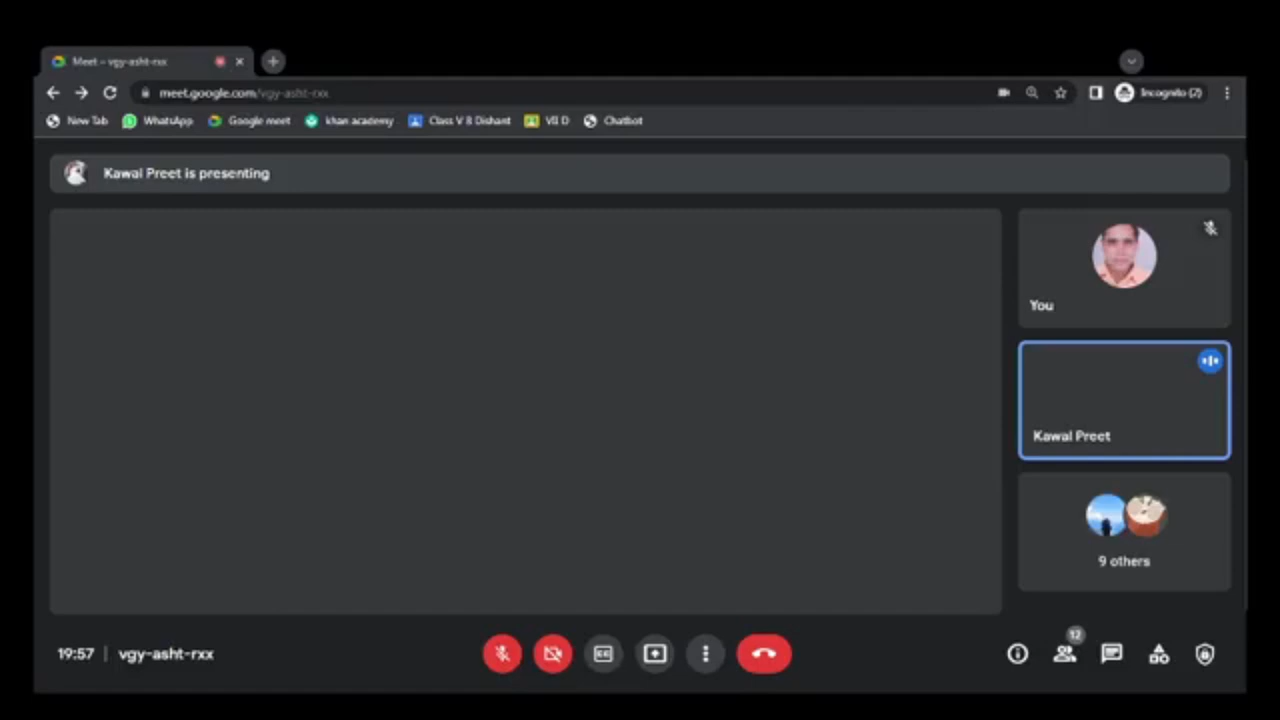 Meet – vgy-asht-rxx
meet.google.com/vgy-asht-rxx
Incognito (2)
New Tab WhatsApp Google meet khan academy Class V B Dishant VII D Chatbot
Kawal Preet is presenting
You
Kawal Preet
9 others
12
19:57 | vgy-asht-rxx
CC